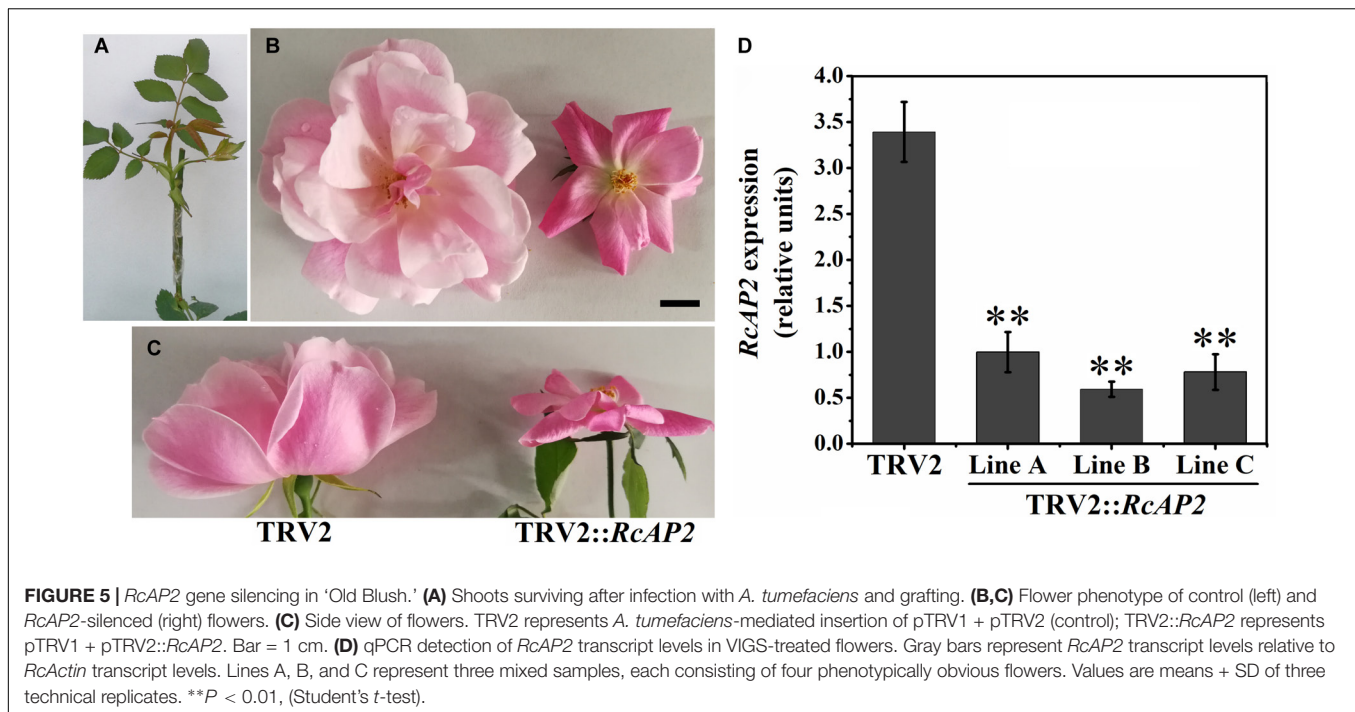 A
B
C
TRV2
TRV2::RcAP2
D
RcAP2 expression
(relative units)
4.0
3.5
3.0
2.5
2.0
1.5
1.0
0.5
0.0
**
**
**
TRV2 Line A Line B Line C
TRV2::RcAP2
FIGURE 5 | RcAP2 gene silencing in ‘Old Blush.’ (A) Shoots surviving after infection with A. tumefaciens and grafting. (B,C) Flower phenotype of control (left) and
RcAP2-silenced (right) flowers. (C) Side view of flowers. TRV2 represents A. tumefaciens-mediated insertion of pTRV1 + pTRV2 (control); TRV2::RcAP2 represents
pTRV1 + pTRV2::RcAP2. Bar = 1 cm. (D) qPCR detection of RcAP2 transcript levels in VIGS-treated flowers. Gray bars represent RcAP2 transcript levels relative to
RcActin transcript levels. Lines A, B, and C represent three mixed samples, each consisting of four phenotypically obvious flowers. Values are means + SD of three
technical replicates. **P < 0.01, (Student’s t-test).